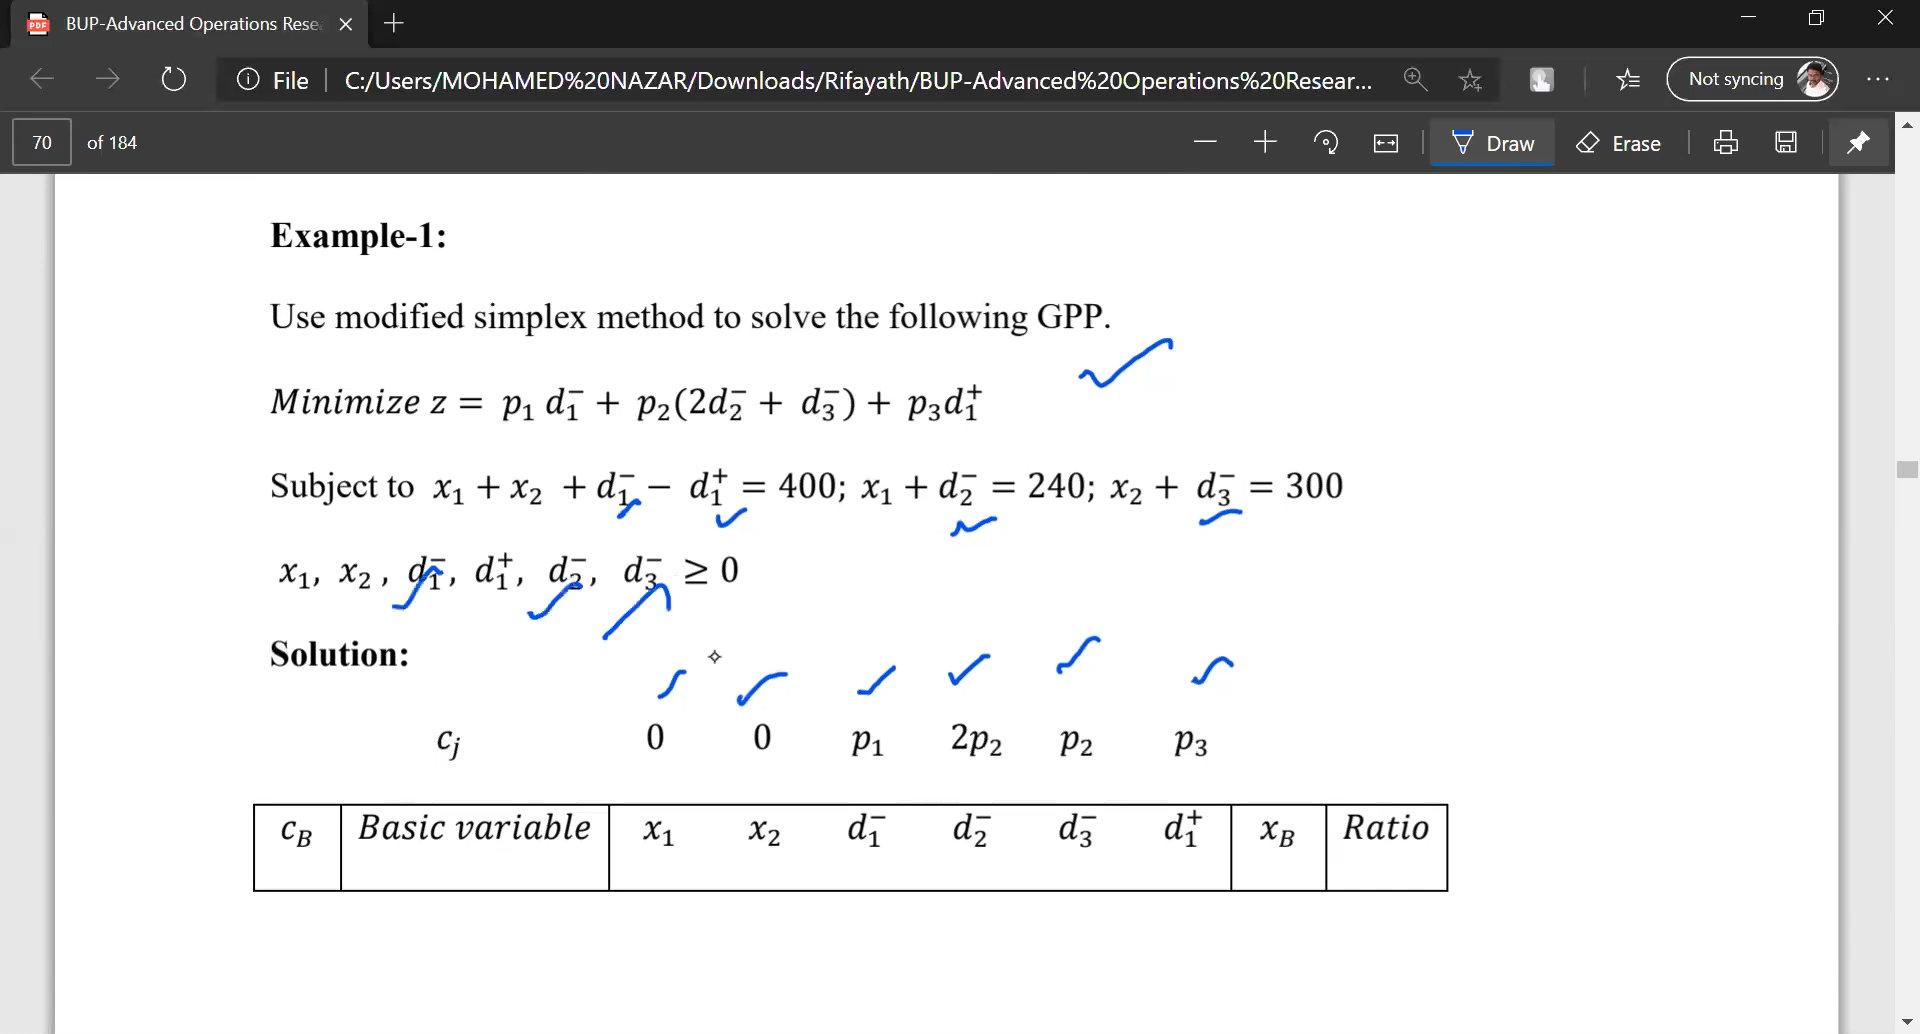 BUP-Advanced Operations Rese
File C:/Users/MOHAMED%20NAZAR/Downloads/Rifayath/BUP-Advanced%20Operations%20Resear... Not syncing
70 of 184 Draw Erase
Example-1:
Use modified simplex method to solve the following GPP.
Minimize z = p₁ d₁⁻ + p₂(2d₂⁻ + d₃⁻) + p₃d₁⁺
Subject to x₁ + x₂ + d₁⁻ − d₁⁺ = 400; x₁ + d₂⁻ = 240; x₂ + d₃⁻ = 300
x₁, x₂ , d₁⁻, d₁⁺, d₂⁻, d₃⁻ ≥ 0
Solution:
cⱼ 0 0 p₁ 2p₂ p₂ p₃
c_B Basic variable x₁ x₂ d₁⁻ d₂⁻ d₃⁻ d₁⁺ x_B Ratio